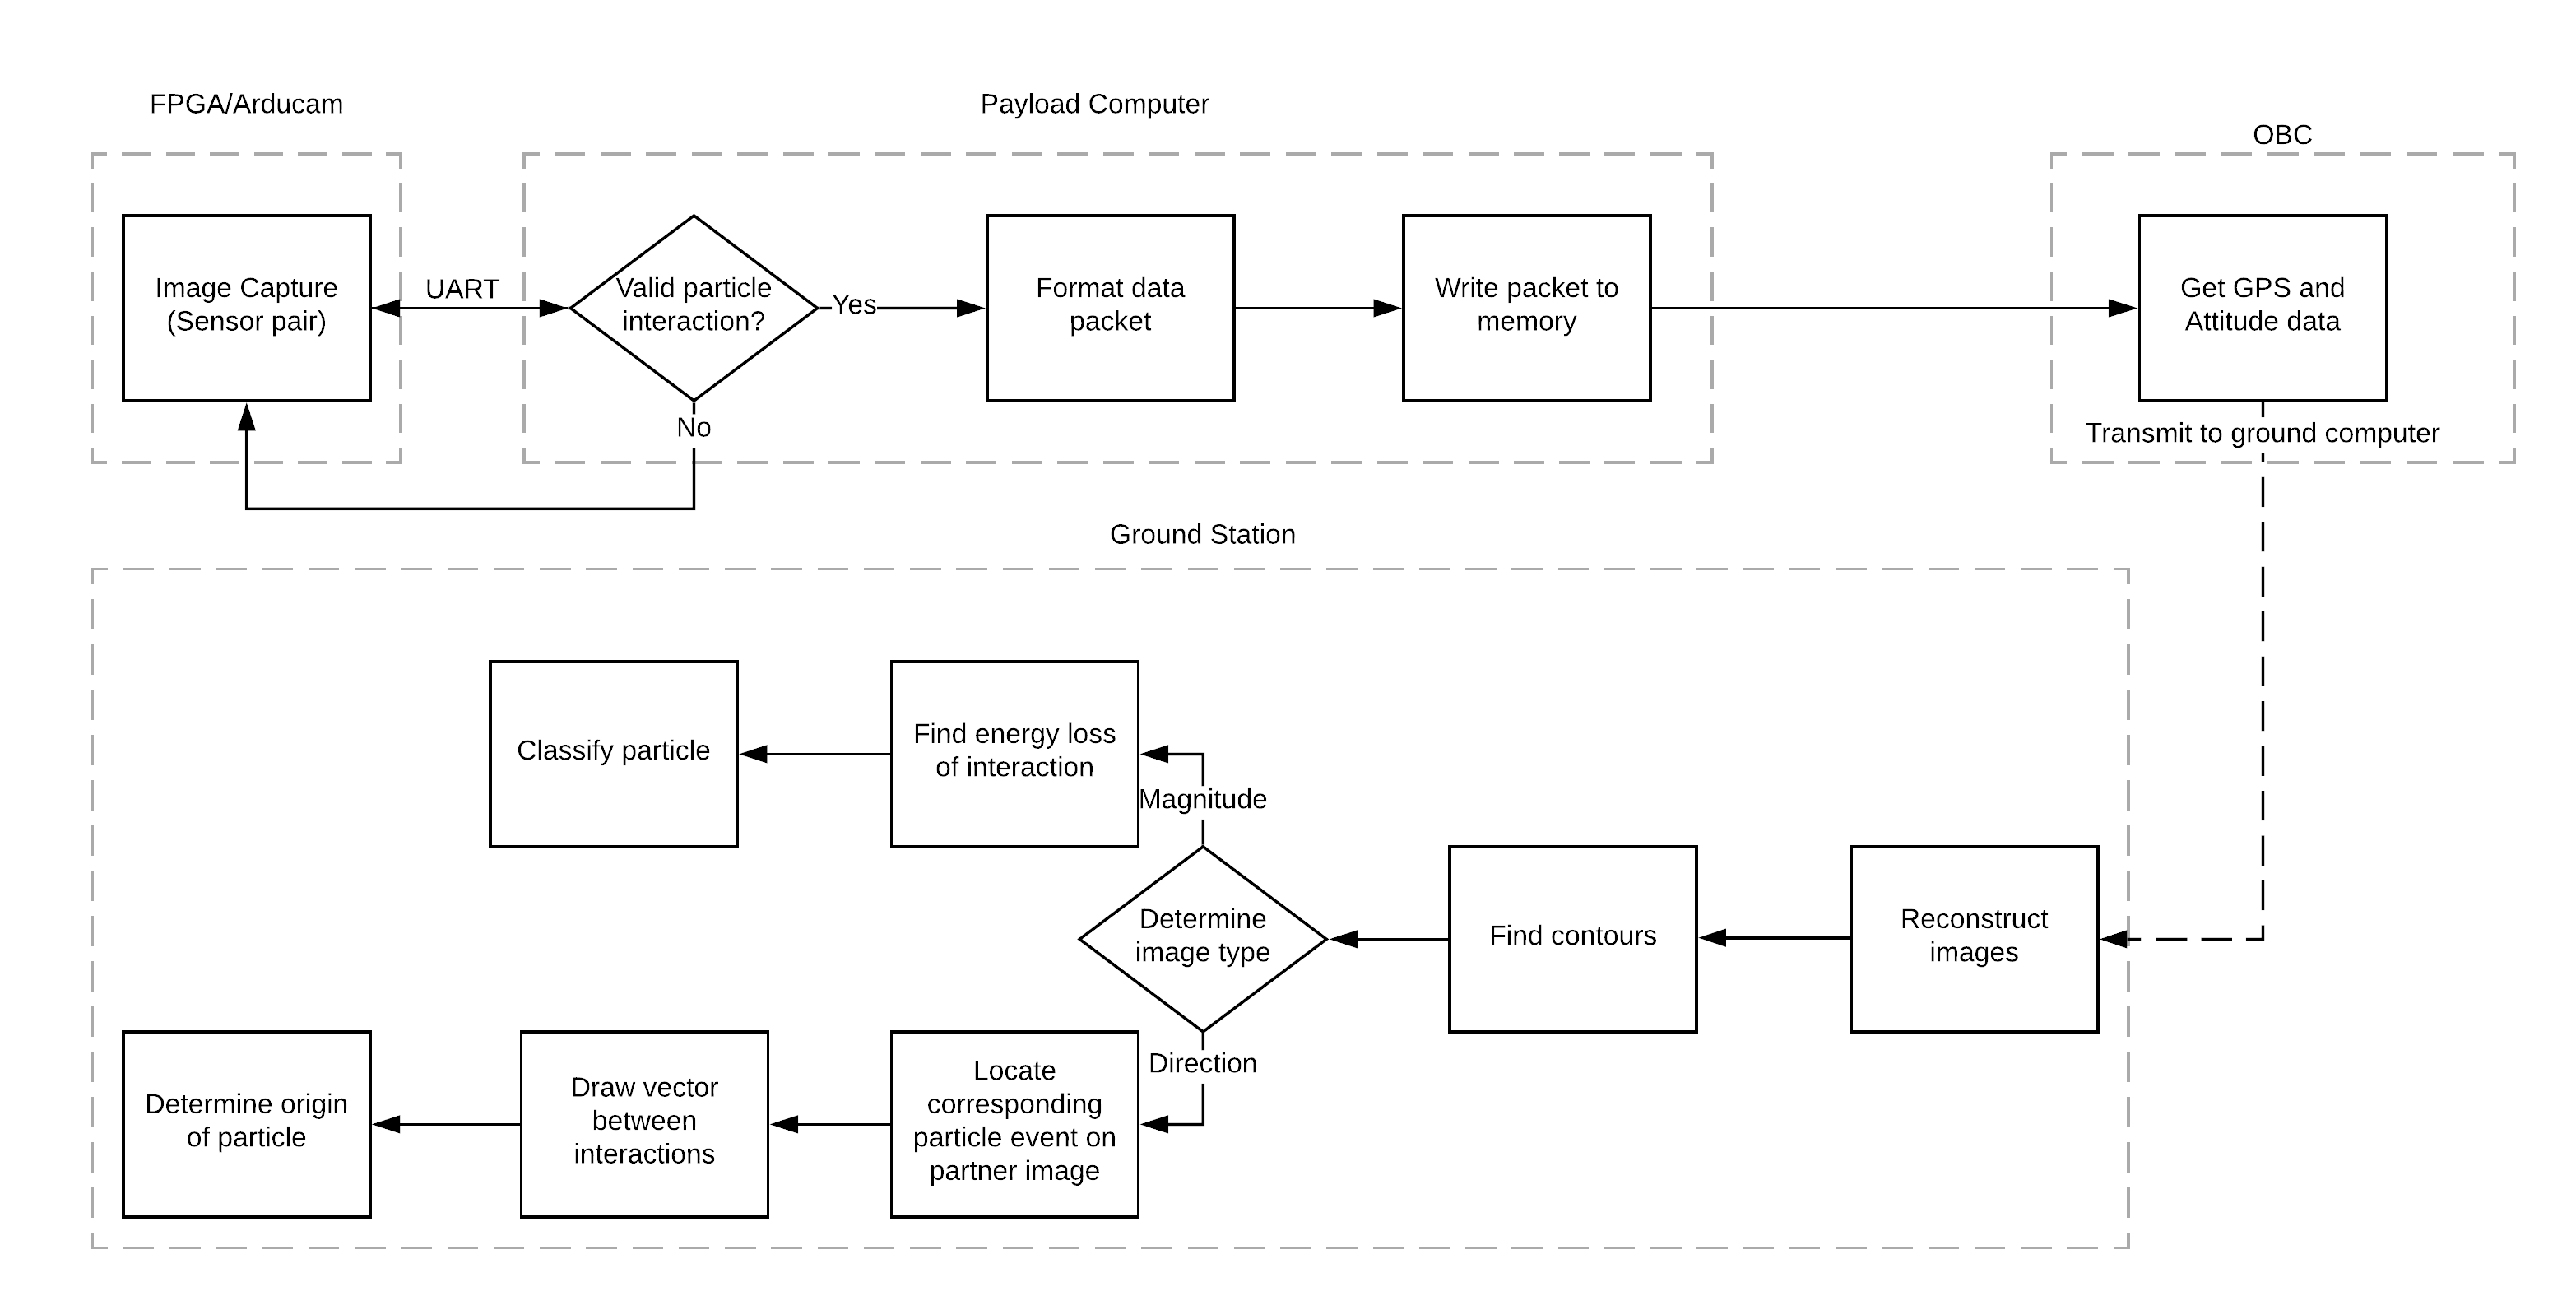 FPGA/Arducam
Payload Computer
OBC
Image Capture
(Sensor pair)
UART
Valid particle
interaction?
Yes
Format data
packet
Write packet to
memory
Get GPS and
Attitude data
No
Transmit to ground computer
Ground Station
Classify particle
Find energy loss
of interaction
Magnitude
Determine
image type
Find contours
Reconstruct
images
Direction
Determine origin
of particle
Draw vector
between
interactions
Locate
corresponding
particle event on
partner image